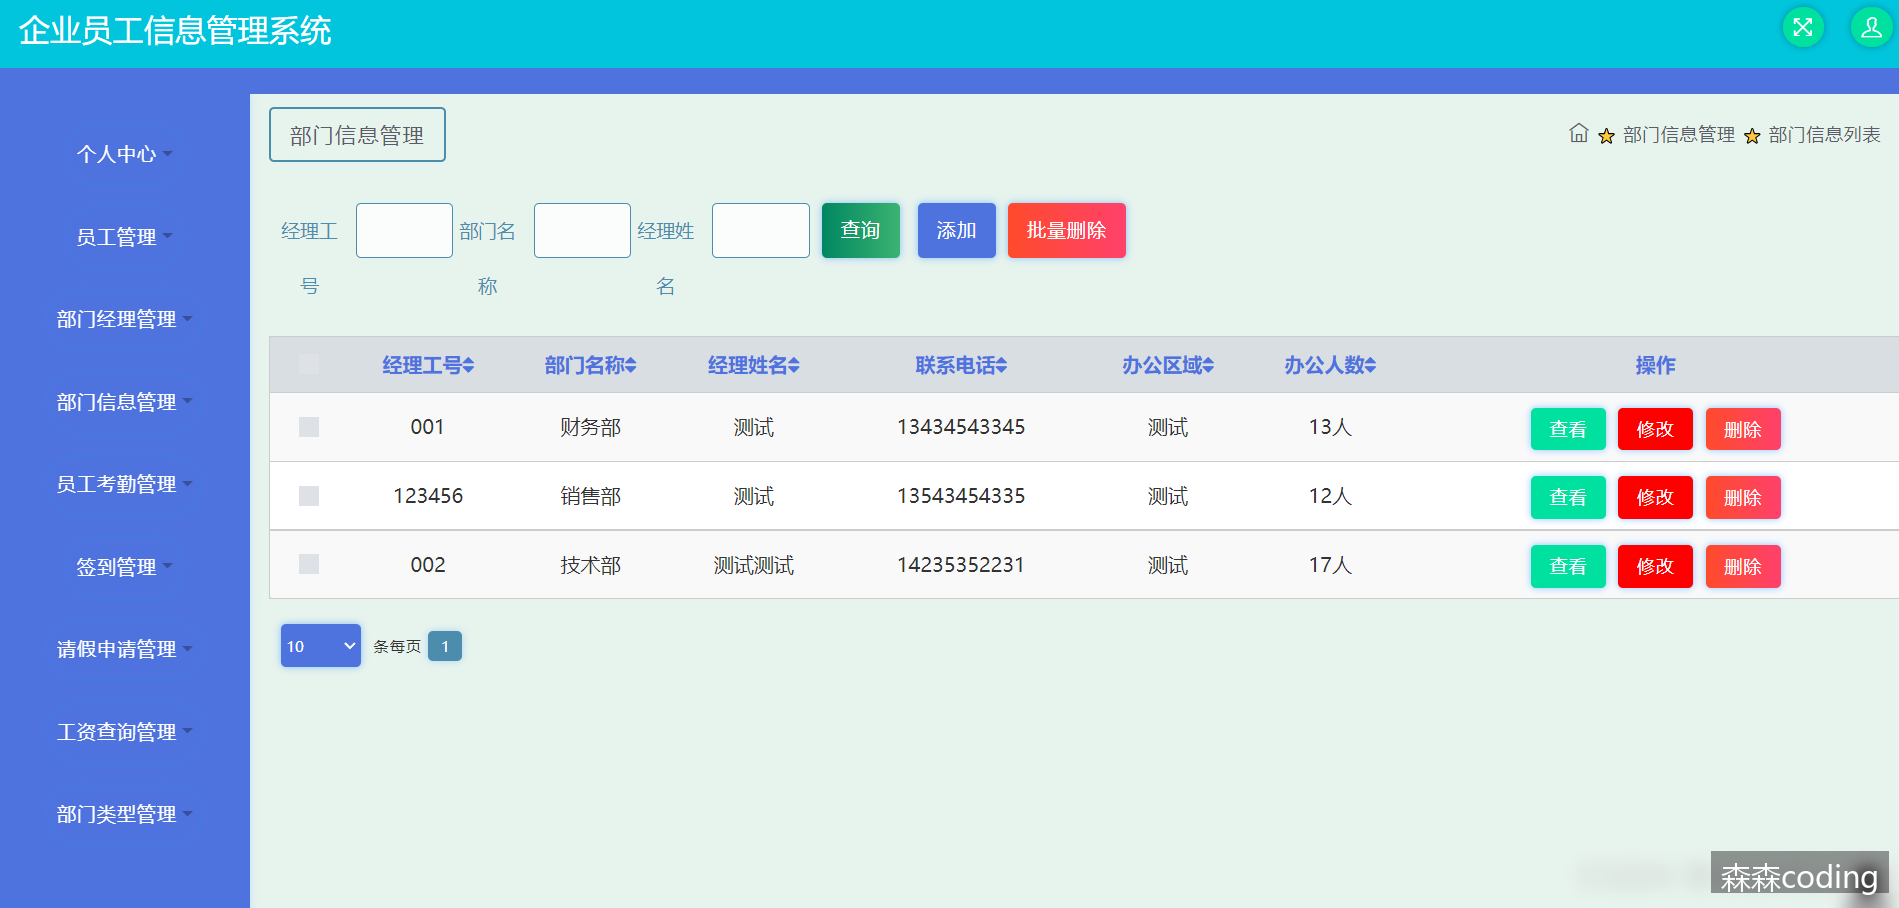 企业员工信息管理系统
个人中心
员工管理
部门经理管理
部门信息管理
员工考勤管理
签到管理
请假申请管理
工资查询管理
部门类型管理
部门信息管理
部门信息管理 部门信息列表
经理工号 部门名称 经理姓名 查询 添加 批量删除
经理工号 部门名称 经理姓名 联系电话 办公区域 办公人数 操作
001 财务部 测试 13434543345 测试 13人 查看 修改 删除
123456 销售部 测试 13543454335 测试 12人 查看 修改 删除
002 技术部 测试测试 14235352231 测试 17人 查看 修改 删除
10 条每页 1
森森coding